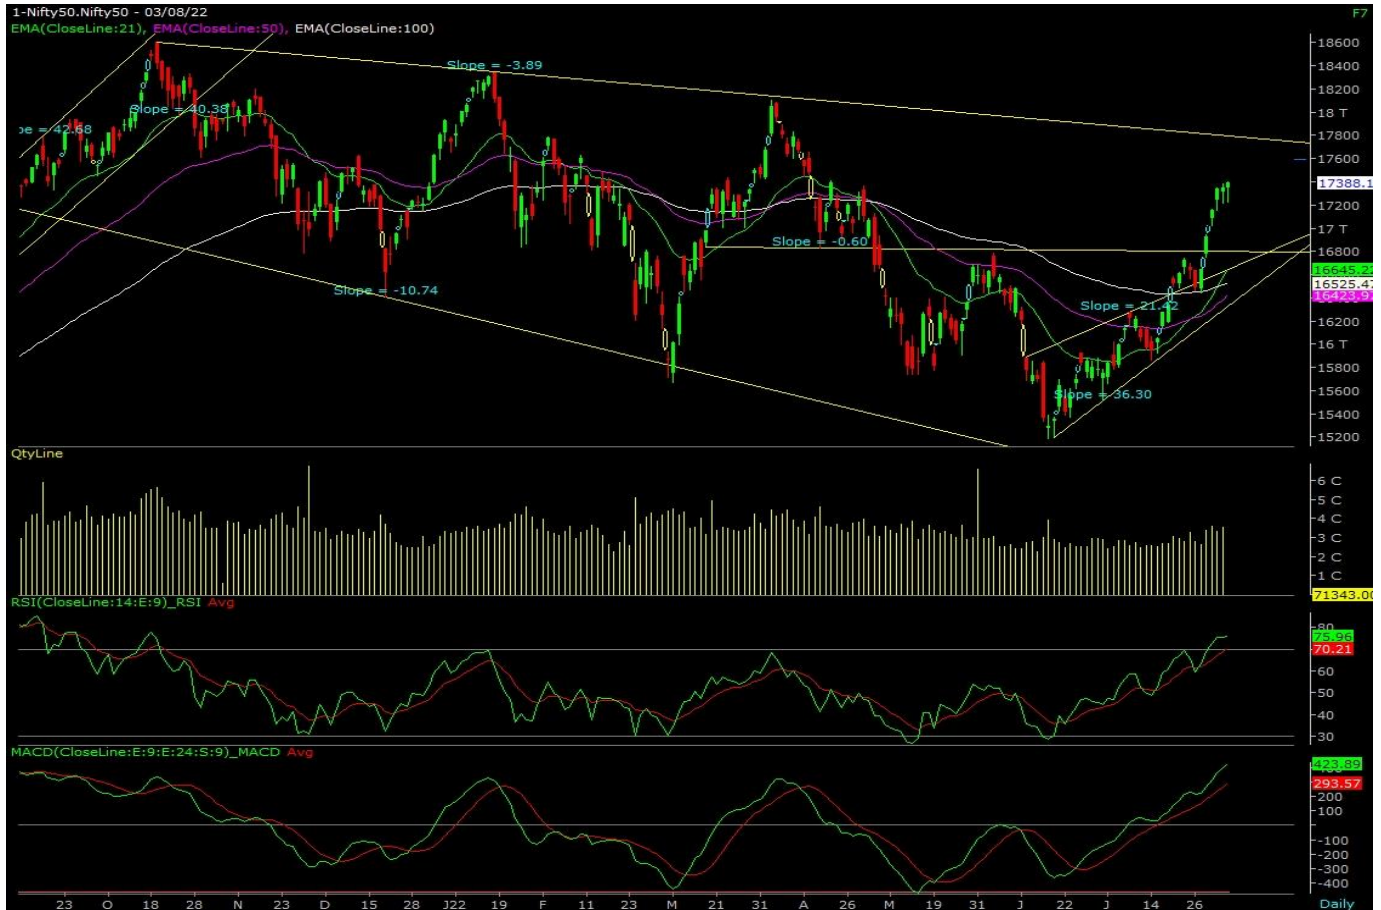 1-Nifty50.Nifty50 - 03/08/22
F7
EMA(CloseLine:21), EMA(CloseLine:50), EMA(CloseLine:100)
Slope = -3.89
Slope = 40.38
pe = 42.68
Slope = -0.60
Slope = -10.74
Slope = 21.42
Slope = 36.30
18600
18400
18200
18 T
17800
17600
17388.1
17200
17 T
16800
16645.22
16525.47
16423.92
16200
16 T
15800
15600
15400
15200
QtyLine
6 C
5 C
4 C
3 C
2 C
1 C
71343.00
RSI(CloseLine:14:E:9)_RSI Avg
80
75.96
70.21
60
50
40
30
MACD(CloseLine:E:9:E:24:S:9)_MACD Avg
423.89
293.57
200
100
-100
-200
-300
-400
23 O 18 28 N 23 D 15 28 J22 F 11 23 M 21 31 A 26 M 19 31 J 22 J 14 26
Daily